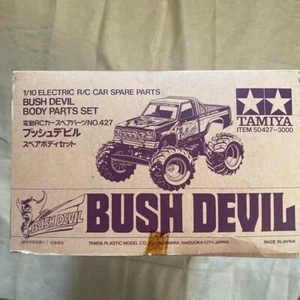 1/10 ELECTRIC R/C CAR SPARE PARTS
BUSH DEVIL
BODY PARTS SET
電動RCカースペアパーツNO.427
ブッシュデビル
スペアボディセット
TAMIYA
ITEM 50427-3000
BUSH DEVIL
BUSH DEVIL
TAMIYA PLASTIC MODEL CO.
SHIZUOKA-CITY, JAPAN
MADE IN JAPAN